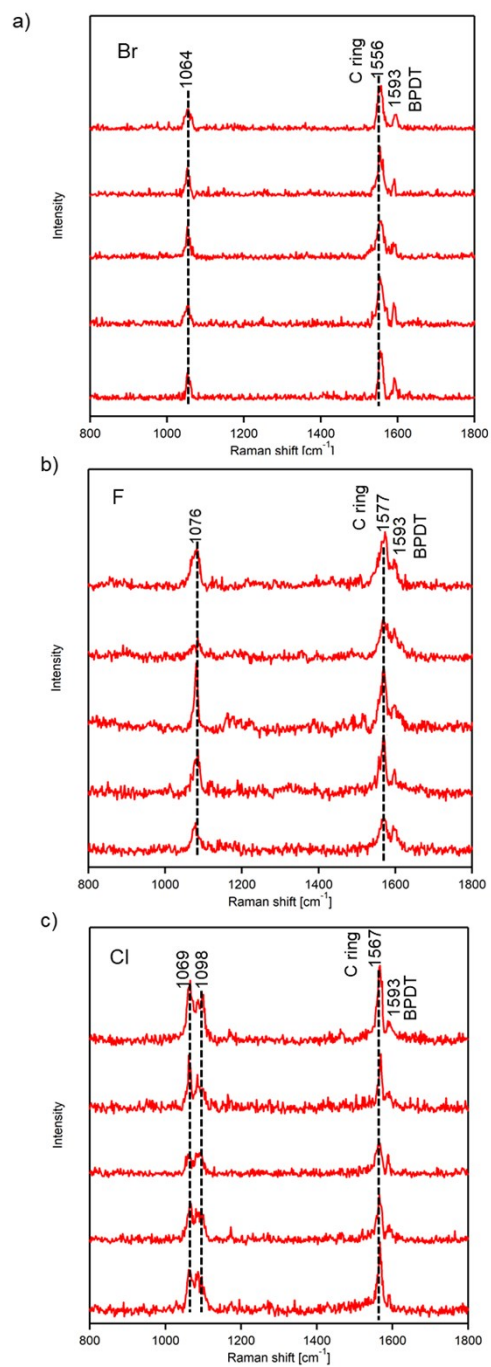 a)
Br
1064
C ring
1556
1593
BPDT
Intensity
800 1000 1200 1400 1600 1800
Raman shift [cm⁻¹]
b)
F
1076
C ring
1577
1593
BPDT
Intensity
800 1000 1200 1400 1600 1800
Raman shift [cm⁻¹]
c)
Cl
1069
1098
C ring
1567
1593
BPDT
Intensity
800 1000 1200 1400 1600 1800
Raman shift [cm⁻¹]